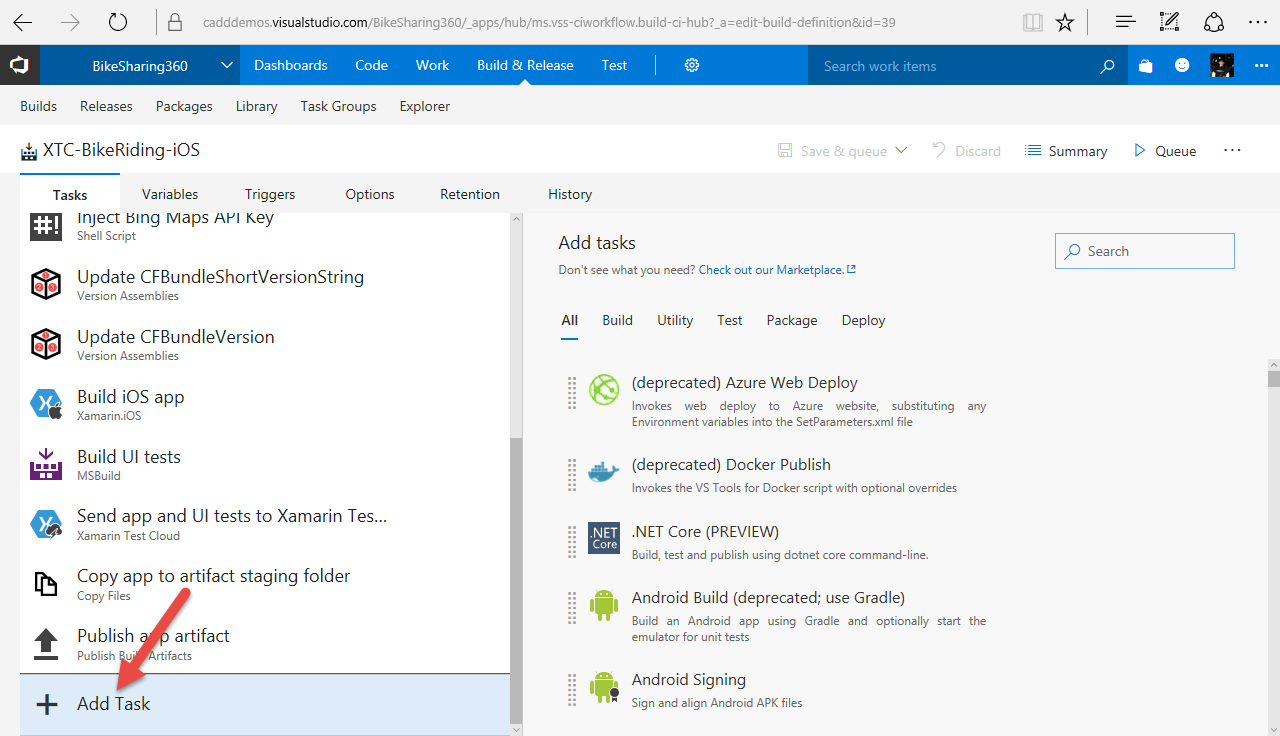 cadddemos.visualstudio.com/BikeSharing360/_apps/hub/ms.vss-ciworkflow.build-ci-hub?_a=edit-build-definition&id=39
BikeSharing360 Dashboards Code Work Build & Release Test Search work items
Builds Releases Packages Library Task Groups Explorer
XTC-BikeRiding-iOS Save & queue Discard Summary Queue
Tasks Variables Triggers Options Retention History
Inject Bing Maps API Key
#!
Shell Script
Update CFBundleShortVersionString
Version Assemblies
Update CFBundleVersion
Version Assemblies
Build iOS app
Xamarin.iOS
Build UI tests
MSBuild
Send app and UI tests to Xamarin Tes...
Xamarin Test Cloud
Copy app to artifact staging folder
Copy Files
Publish app artifact
Publish Build Artifacts
Add Task
Add tasks
Search
Don't see what you need? Check out our Marketplace.
All Build Utility Test Package Deploy
(deprecated) Azure Web Deploy
Invokes web deploy to Azure website, substituting any
Environment variables into the SetParameters.xml file
(deprecated) Docker Publish
Invokes the VS Tools for Docker script with optional overrides
.NET
Core
.NET Core (PREVIEW)
Build, test and publish using dotnet core command-line.
Android Build (deprecated; use Gradle)
Build an Android app using Gradle and optionally start the
emulator for unit tests
Android Signing
Sign and align Android APK files